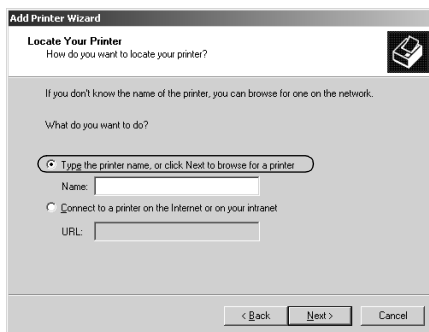 Add Printer Wizard
Locate Your Printer
How do you want to locate your printer?
If you don't know the name of the printer, you can browse for one on the network.
What do you want to do?
Type the printer name, or click Next to browse for a printer
Name:
Connect to a printer on the Internet or on your intranet
URL:
< Back Next > Cancel